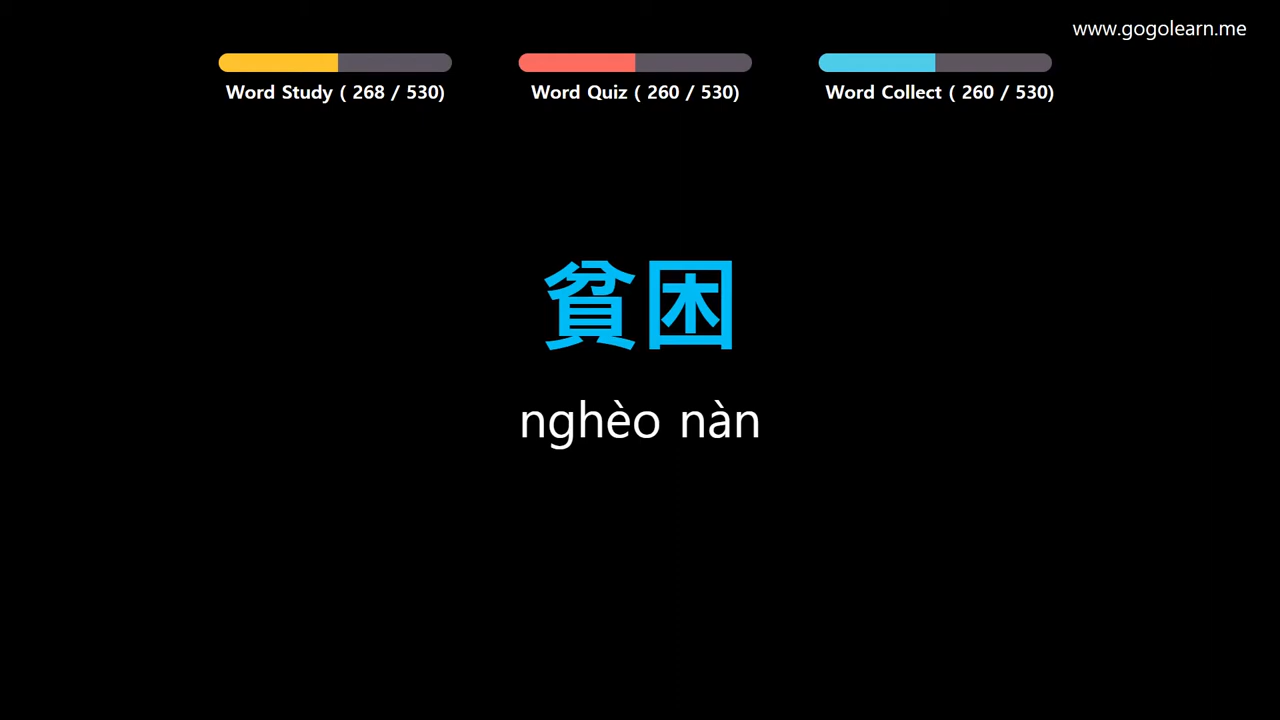 www.gogolearn.me
Word Study ( 268 / 530)
Word Quiz ( 260 / 530)
Word Collect ( 260 / 530)
貧困
nghèo nàn